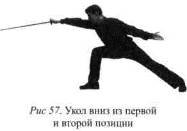 Рис 57. Укол вниз из первой
и второй позиции